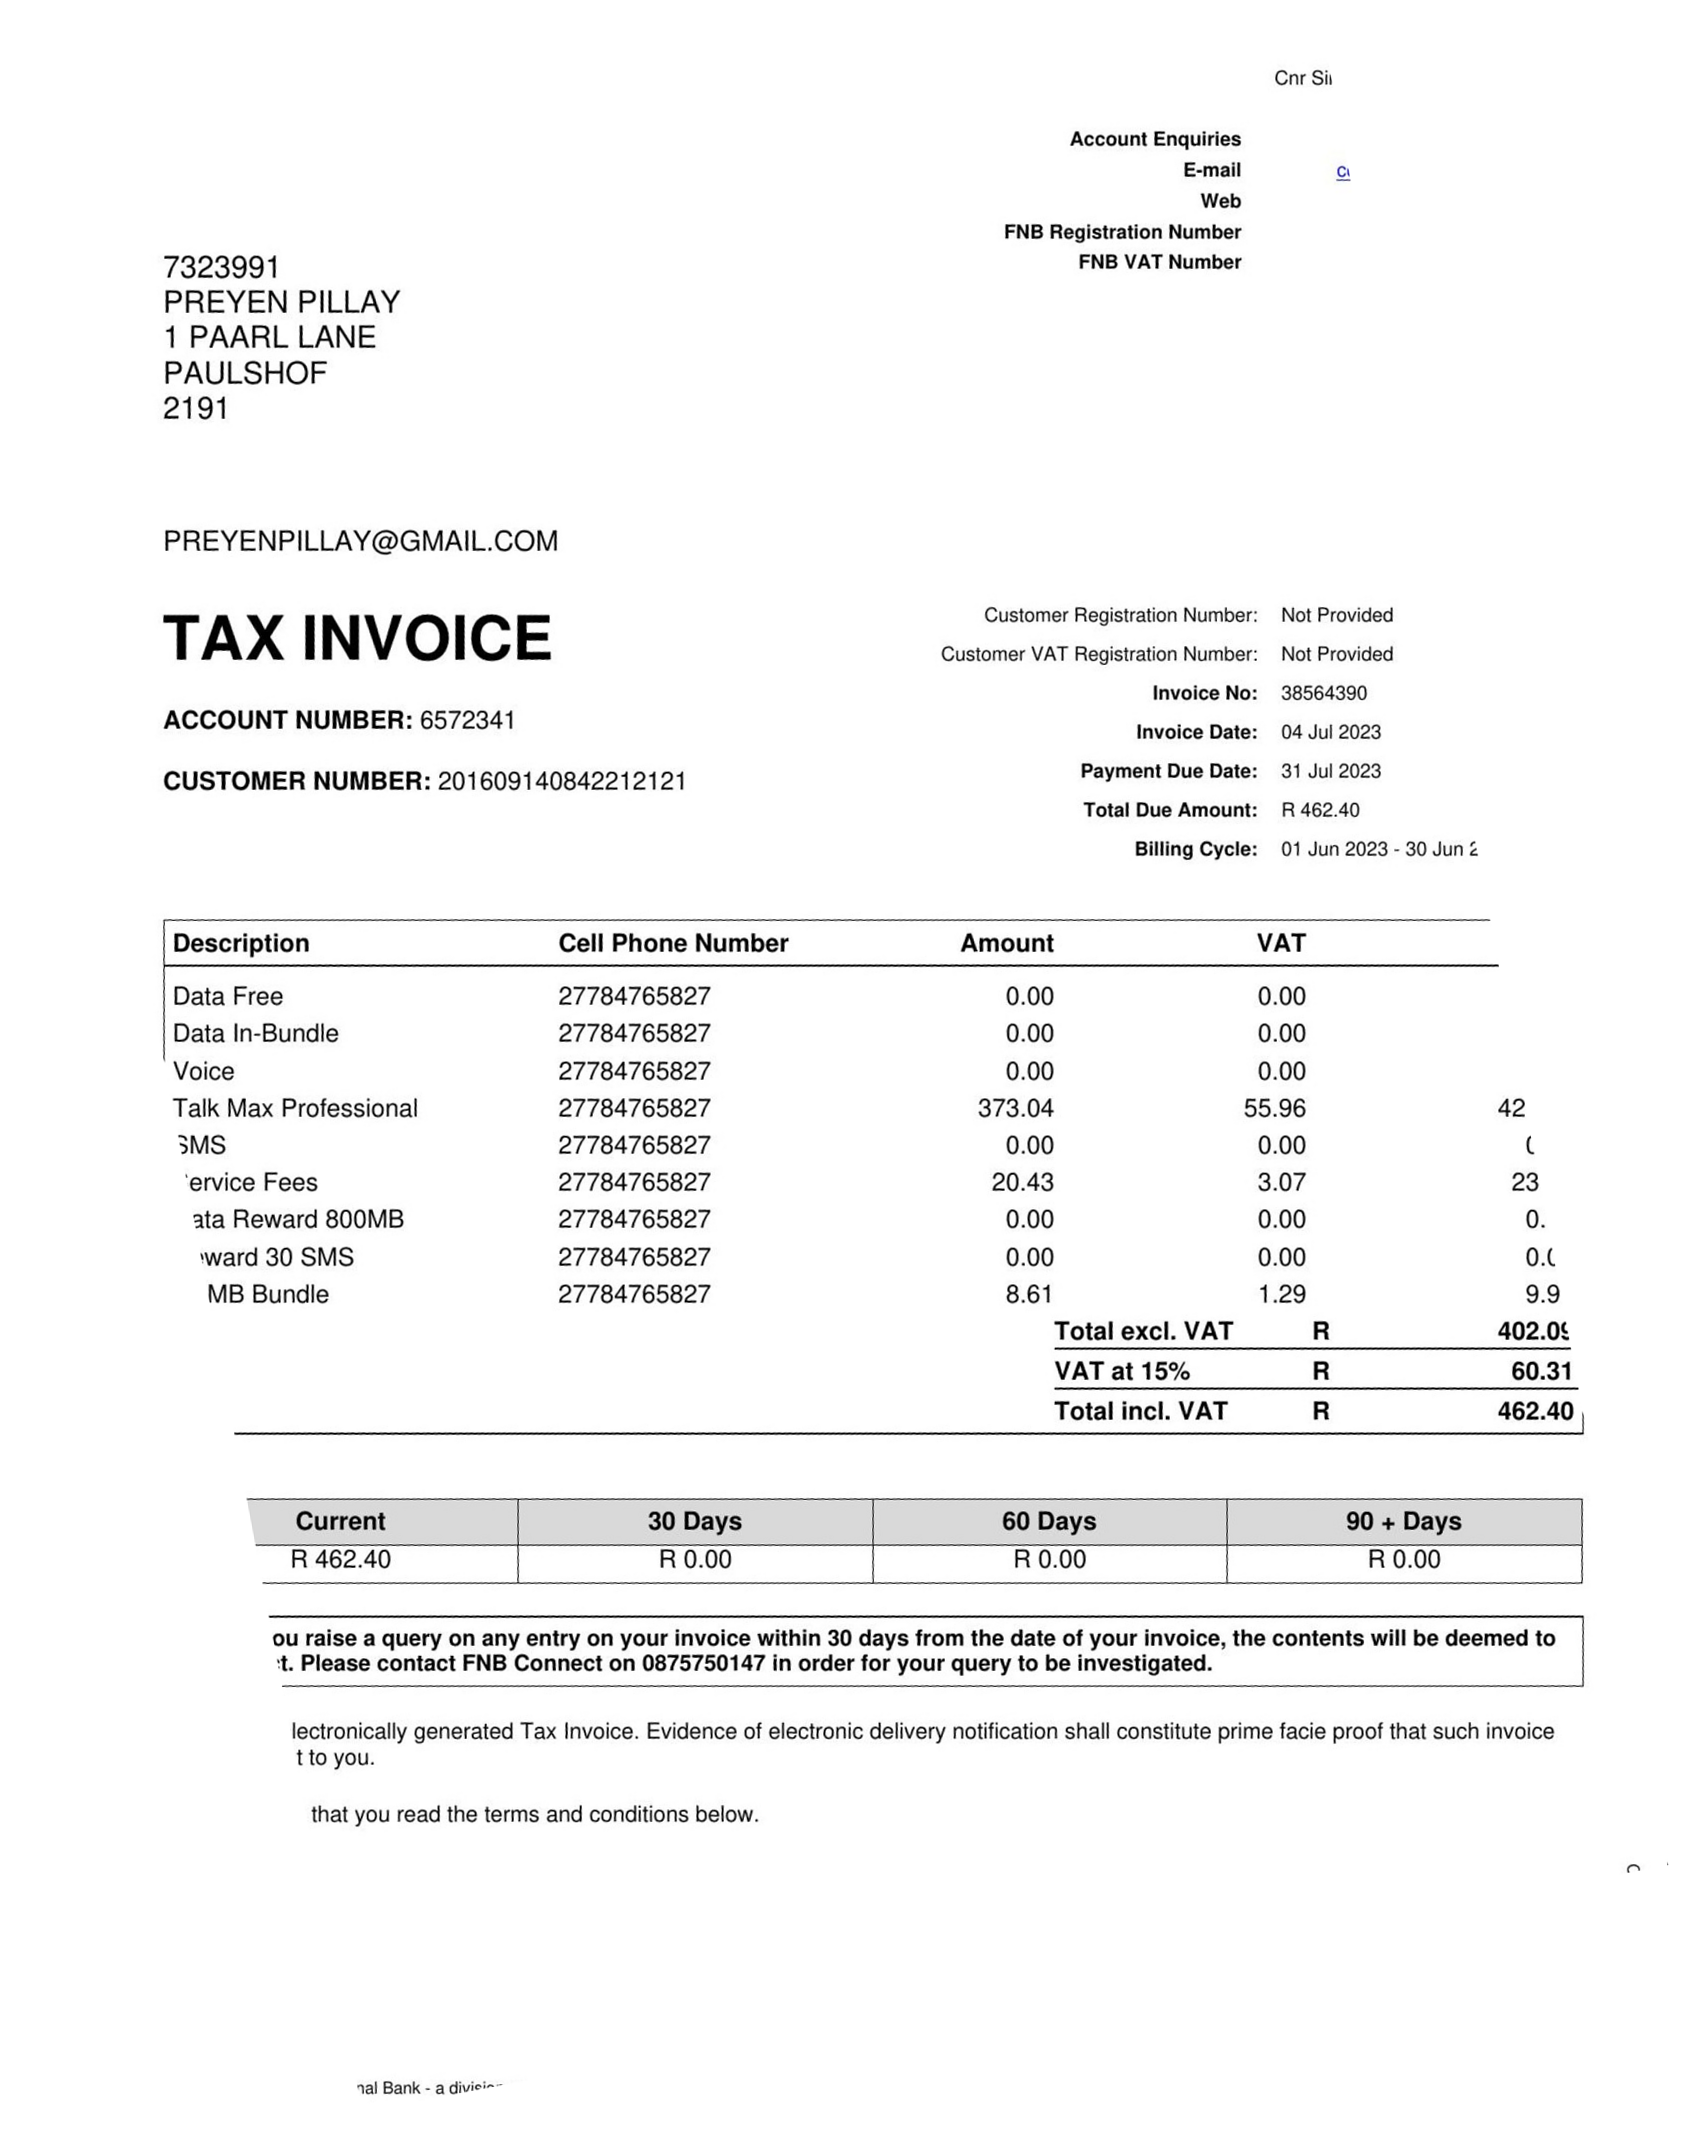 Cnr
Account Enquiries
E-mail
Web
FNB Registration Number
FNB VAT Number
7323991
PREYEN PILLAY
1 PAARL LANE
PAULSHOF
2191
PREYENPILLAY@GMAIL.COM
TAX INVOICE
ACCOUNT NUMBER: 6572341
CUSTOMER NUMBER: 201609140842212121
Customer Registration Number: Not Provided
Customer VAT Registration Number: Not Provided
Invoice No: 38564390
Invoice Date: 04 Jul 2023
Payment Due Date: 31 Jul 2023
Total Due Amount: R 462.40
Billing Cycle: 01 Jun 2023 - 30 Jun
Description Cell Phone Number Amount VAT
Data Free 27784765827 0.00 0.00
Data In-Bundle 27784765827 0.00 0.00
Voice 27784765827 0.00 0.00
Talk Max Professional 27784765827 373.04 55.96 42
SMS 27784765827 0.00 0.00
ervice Fees 27784765827 20.43 3.07 23
ata Reward 800MB 27784765827 0.00 0.00 0.
ward 30 SMS 27784765827 0.00 0.00 0.
MB Bundle 27784765827 8.61 1.29 9.9
Total excl. VAT R 402.09
VAT at 15% R 60.31
Total incl. VAT R 462.40
Current 30 Days 60 Days 90 + Days
R 462.40 R 0.00 R 0.00 R 0.00
ou raise a query on any entry on your invoice within 30 days from the date of your invoice, the contents will be deemed to
t. Please contact FNB Connect on 0875750147 in order for your query to be investigated.
lectronically generated Tax Invoice. Evidence of electronic delivery notification shall constitute prime facie proof that such invoice
t to you.
that you read the terms and conditions below.
nal Bank - a